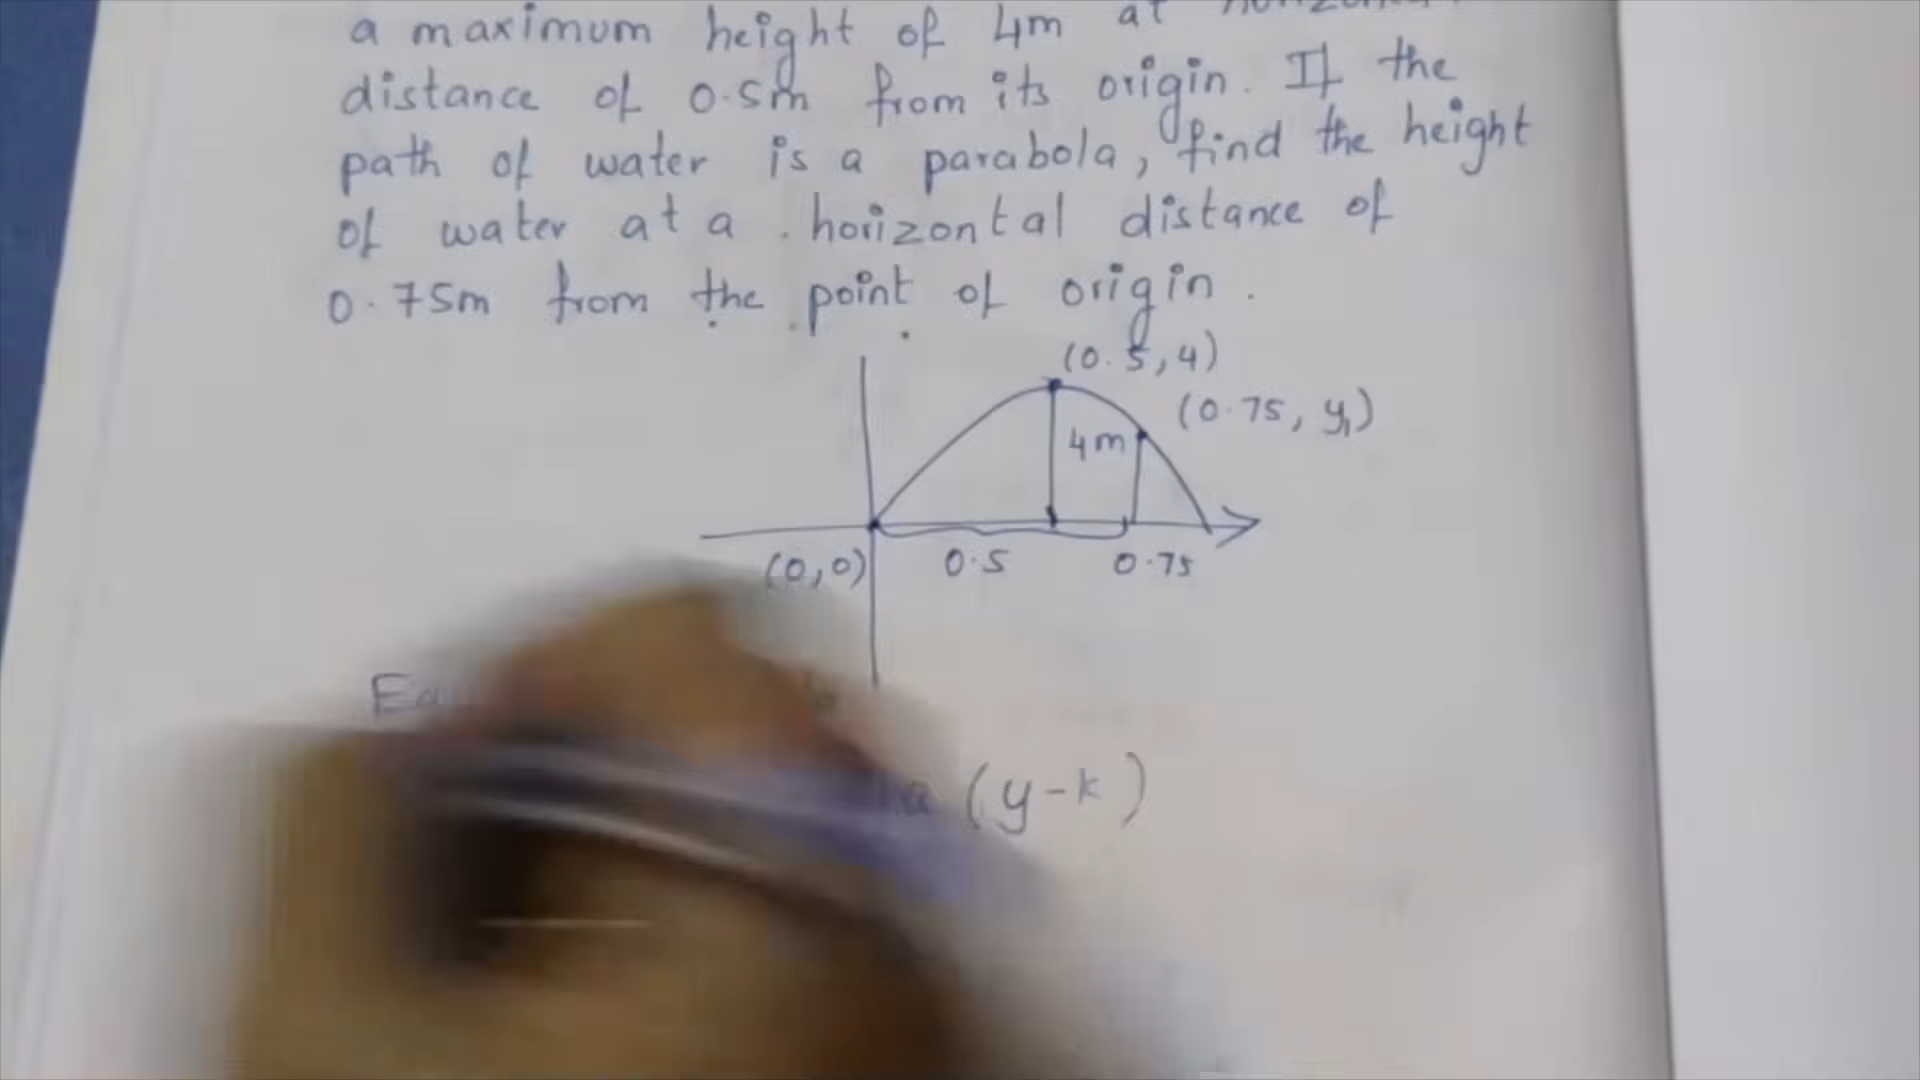 a maximum height of 4m at
distance of 0.5m from its origin. If the
path of water is a parabola, find the height
of water at a horizontal distance of
0.75m from the point of origin.
(0.5, 4)
(0.75, y₁)
4m
(0,0)
0.5
0.75
(y-k)